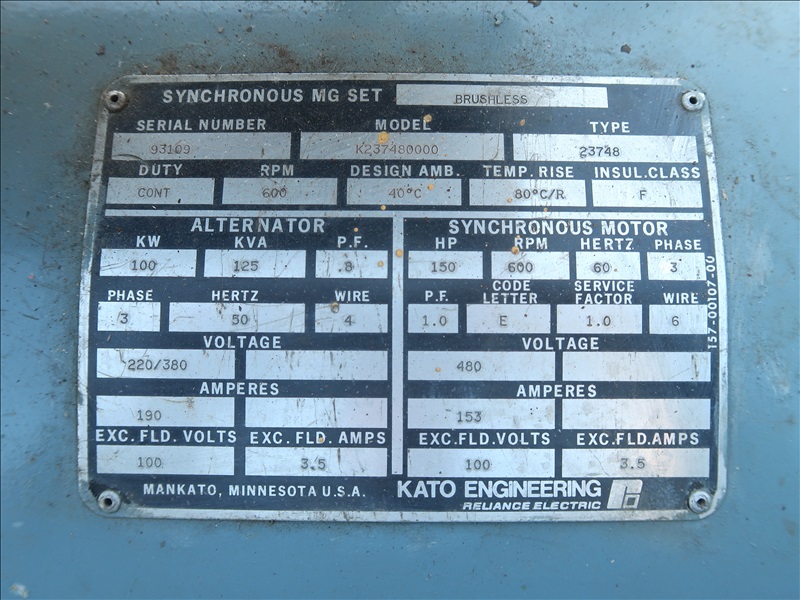 SYNCHRONOUS MG SET BRUSHLESS
SERIAL NUMBER MODEL TYPE
93109 K237480000 23748
DUTY RPM DESIGN AMB. TEMP. RISE INSUL.CLASS
CONT 600 40°C 80°C/R F
ALTERNATOR SYNCHRONOUS MOTOR
KW KVA P.F. HP RPM HERTZ PHASE
100 125 .8 150 600 60 3
PHASE HERTZ WIRE P.F. CODE LETTER SERVICE FACTOR WIRE
3 50 4 1.0 E 1.0 6
VOLTAGE VOLTAGE
220/380 480
AMPERES AMPERES
190 153
EXC. FLD. VOLTS EXC. FLD. AMPS EXC. FLD.VOLTS EXC. FLD.AMPS
100 3.5 100 3.5
MANKATO, MINNESOTA U.S.A. KATO ENGINEERING
RELIANCE ELECTRIC
157-00107-00